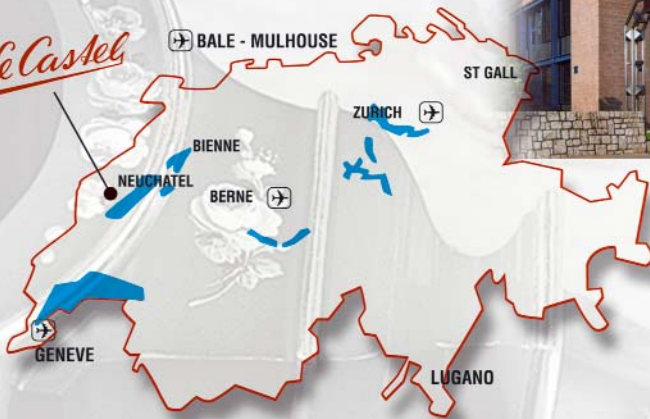 Le Castel
BALE - MULHOUSE
ST GALL
ZURICH
BIENNE
NEUCHATEL
BERNE
GENEVE
LUGANO